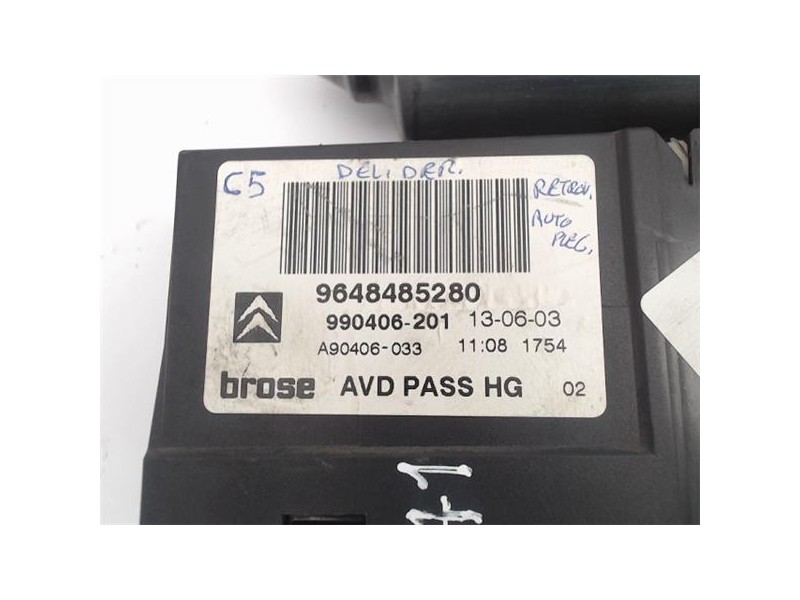 C5
DEL. DER.
RETROV.
AUTO
PLEG.
9648485280
990406-201 13-06-03
A90406-033 11:08 1754
brose AVD PASS HG 02